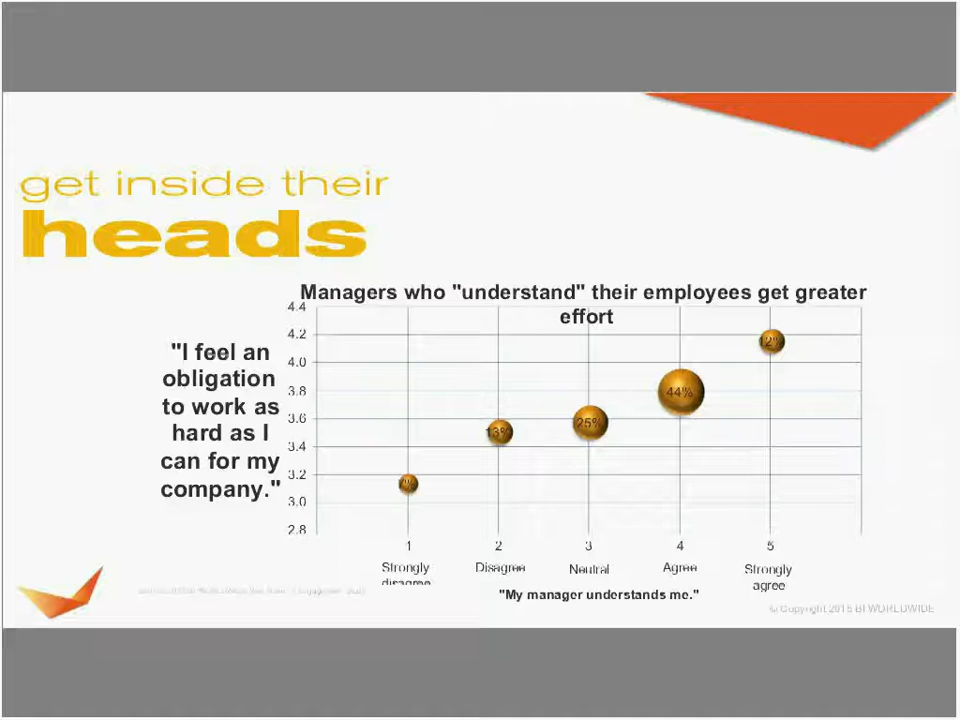 get inside their
heads
Managers who "understand" their employees get greater
effort
"I feel an
obligation
to work as
hard as I
can for my
company."
4.4
4.2
4.0
3.8
3.6
3.4
3.2
3.0
2.8
12%
44%
25%
13%
7%
1
2
3
4
5
Strongly
disagree
Disagree
Neutral
Agree
Strongly
agree
"My manager understands me."
© Copyright 2015 BI WORLDWIDE